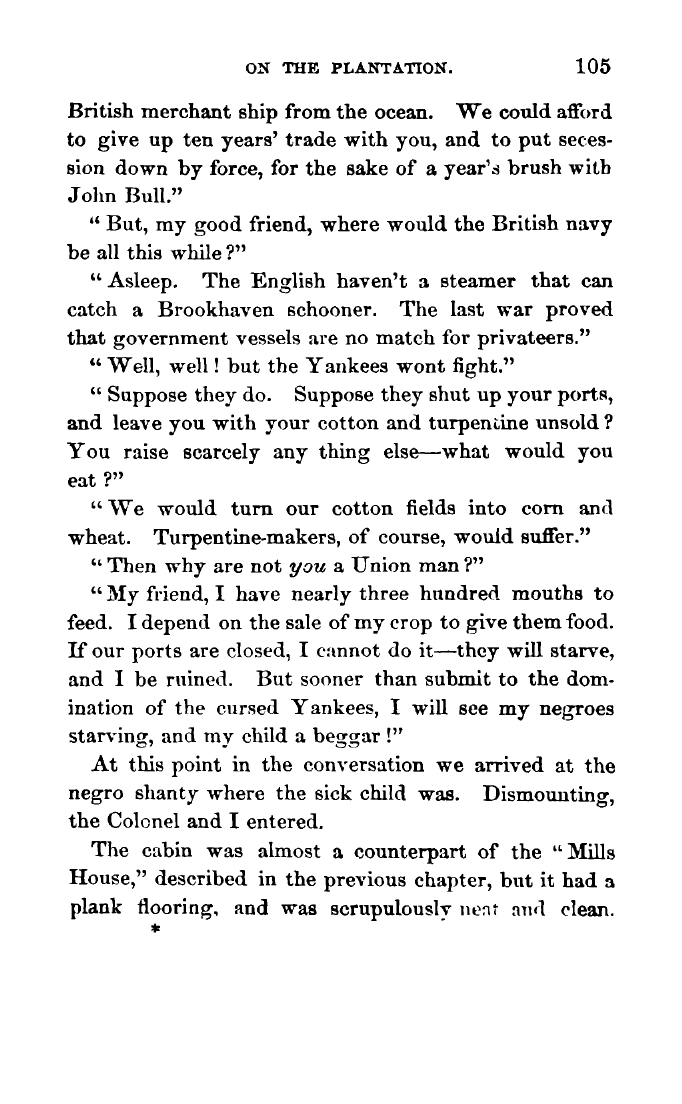 ON THE PLANTATION. 105
British merchant ship from the ocean. We could afford
to give up ten years' trade with you, and to put seces-
sion down by force, for the sake of a year's brush with
John Bull."
"But, my good friend, where would the British navy
be all this while?"
"Asleep. The English haven't a steamer that can
catch a Brookhaven schooner. The last war proved
that government vessels are no match for privateers."
"Well, well! but the Yankees wont fight."
"Suppose they do. Suppose they shut up your ports,
and leave you with your cotton and turpentine unsold?
You raise scarcely any thing else—what would you
eat?"
"We would turn our cotton fields into corn and
wheat. Turpentine-makers, of course, would suffer."
"Then why are not you a Union man?"
"My friend, I have nearly three hundred mouths to
feed. I depend on the sale of my crop to give them food.
If our ports are closed, I cannot do it—they will starve,
and I be ruined. But sooner than submit to the dom-
ination of the cursed Yankees, I will see my negroes
starving, and my child a beggar!"
At this point in the conversation we arrived at the
negro shanty where the sick child was. Dismounting,
the Colonel and I entered.
The cabin was almost a counterpart of the "Mills
House," described in the previous chapter, but it had a
plank flooring, and was scrupulously neat and clean.
*